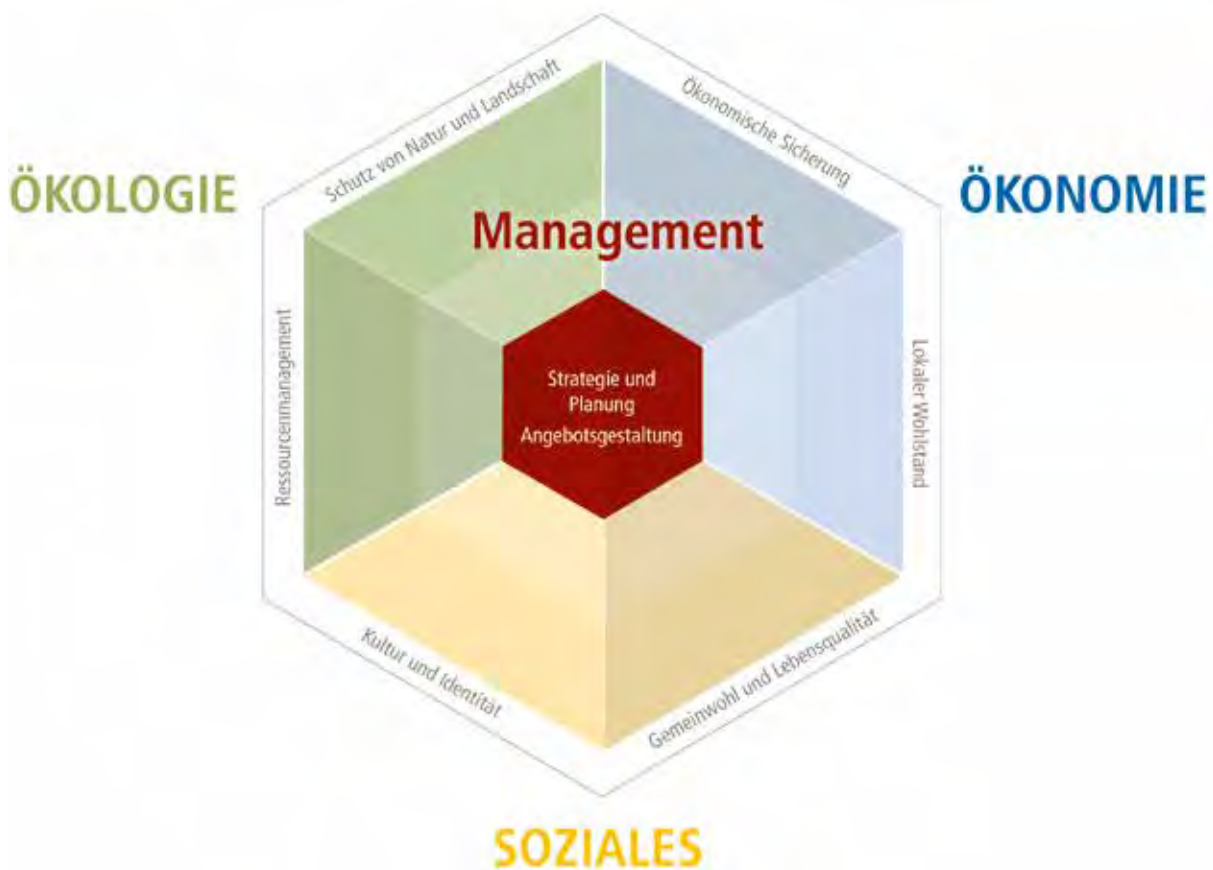 Schutz von Natur und Landschaft
Ökonomische Sicherung
ÖKOLOGIE
ÖKONOMIE
Management
Ressourcenmanagement
Strategie und
Planung
Angebotsgestaltung
Lokaler Wohlstand
Kultur und Identität
Gemeinwohl und Lebensqualität
SOZIALES